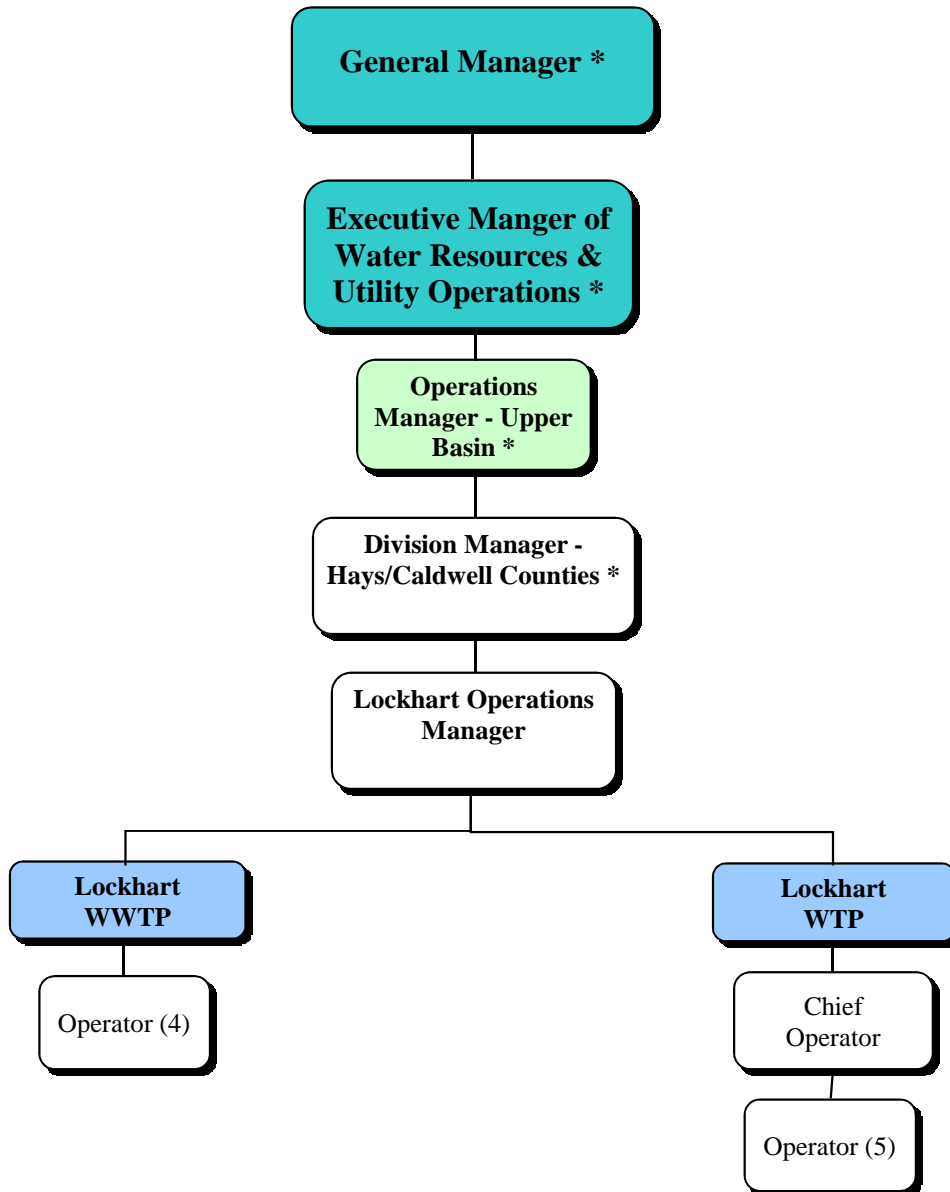 General Manager *
Executive Manger of
Water Resources &
Utility Operations *
Operations
Manager - Upper
Basin *
Division Manager -
Hays/Caldwell Counties *
Lockhart Operations
Manager
Lockhart
WWTP
Operator (4)
Lockhart
WTP
Chief
Operator
Operator (5)